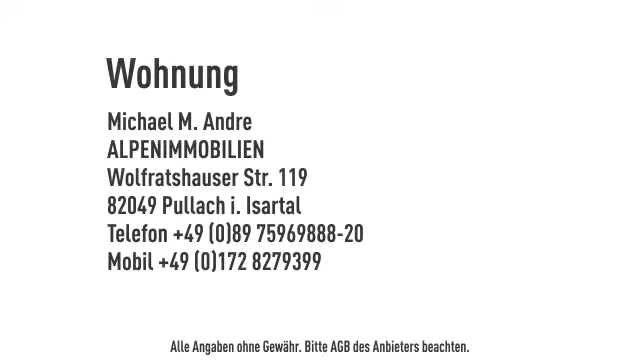 Wohnung
Michael M. Andre
ALPENIMMOBILIEN
Wolfratshauser Str. 119
82049 Pullach i. Isartal
Telefon +49 (0)89 75969888-20
Mobil +49 (0)172 8279399
Alle Angaben ohne Gewähr. Bitte AGB des Anbieters beachten.